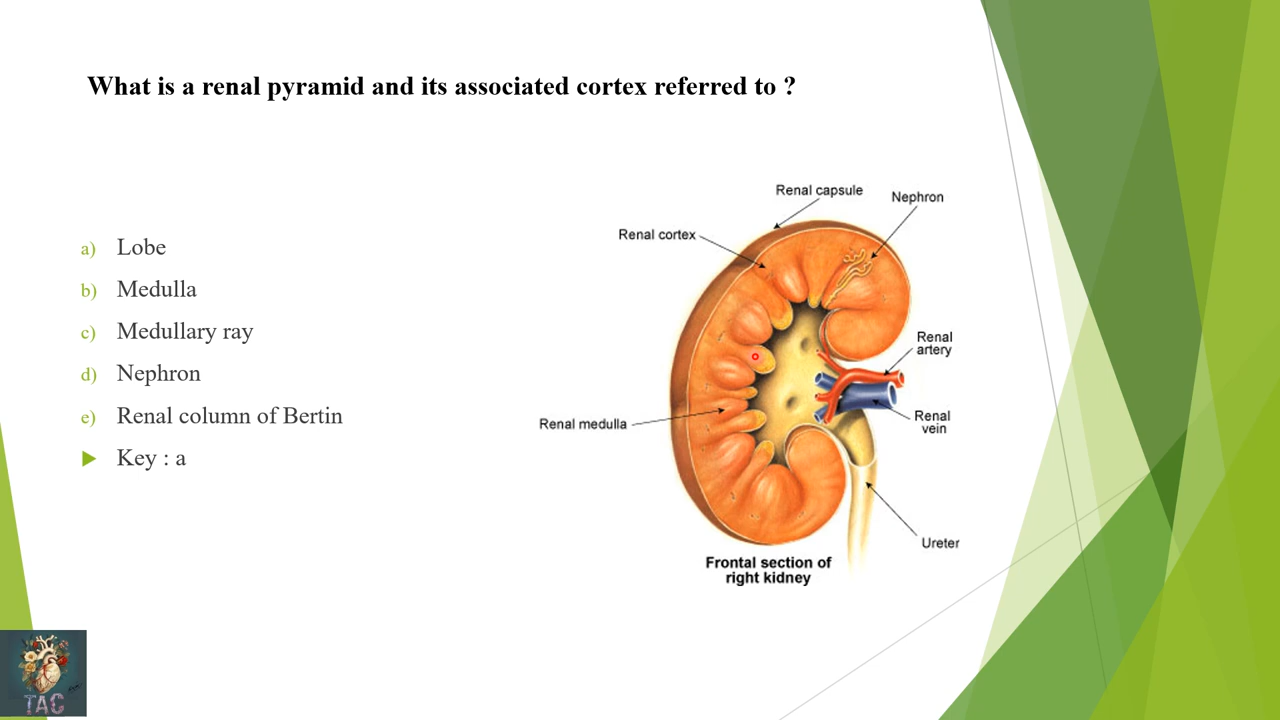 What is a renal pyramid and its associated cortex referred to ?
a) Lobe
b) Medulla
c) Medullary ray
d) Nephron
e) Renal column of Bertin
Key : a
Renal capsule
Nephron
Renal cortex
Renal
artery
Renal medulla
Renal
vein
Ureter
Frontal section of
right kidney
TAC